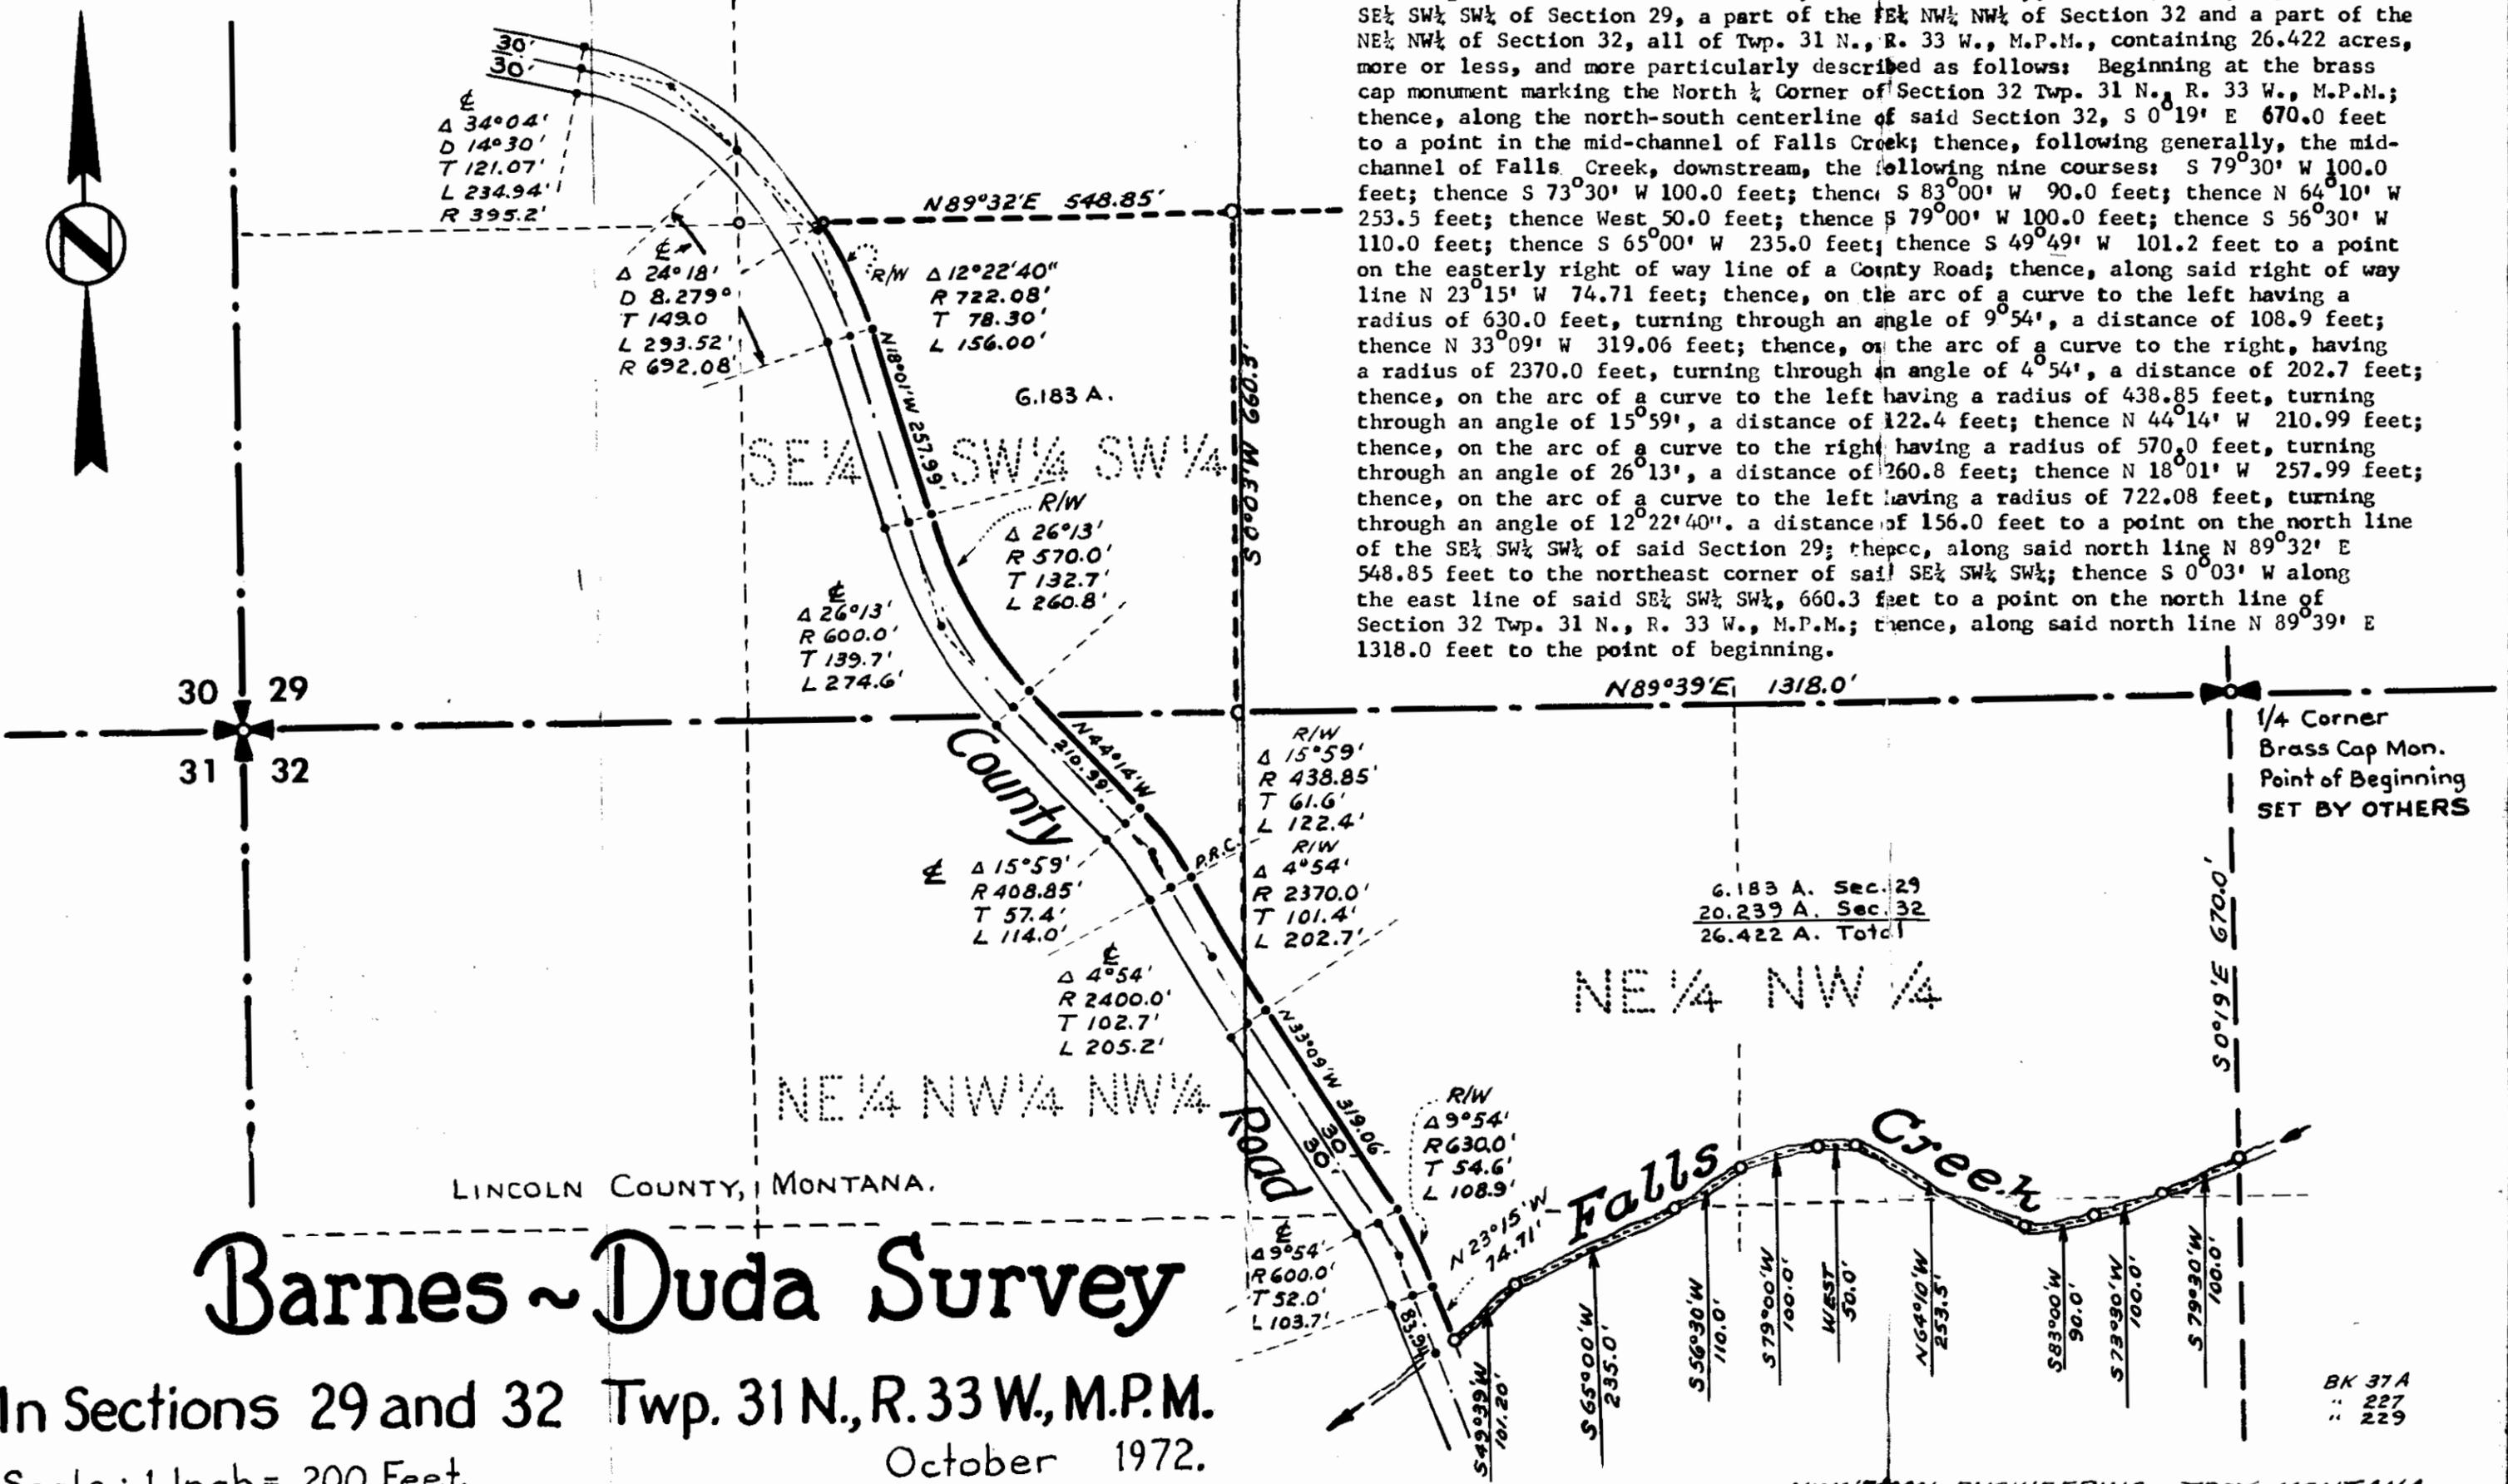 SE¼ SW¼ SW¼ of Section 29, a part of the SE¼ NW¼ NW¼ of Section 32 and a part of the
NE¼ NW¼ of Section 32, all of Twp. 31 N., R. 33 W., M.P.M., containing 26.422 acres,
more or less, and more particularly described as follows: Beginning at the brass
cap monument marking the North ¼ Corner of Section 32 Twp. 31 N., R. 33 W., M.P.M.;
thence, along the north-south centerline of said Section 32, S 0°19' E 670.0 feet
to a point in the mid-channel of Falls Creek; thence, following generally, the mid-
channel of Falls Creek, downstream, the following nine courses: S 79°30' W 100.0
feet; thence S 73°30' W 100.0 feet; thence S 83°00' W 90.0 feet; thence N 64°10' W
253.5 feet; thence West 50.0 feet; thence S 79°00' W 100.0 feet; thence S 56°30' W
110.0 feet; thence S 65°00' W 235.0 feet; thence S 49°49' W 101.2 feet to a point
on the easterly right of way line of a County Road; thence, along said right of way
line N 23°15' W 74.71 feet; thence, on the arc of a curve to the left having a
radius of 630.0 feet, turning through an angle of 9°54', a distance of 108.9 feet;
thence N 33°09' W 319.06 feet; thence, on the arc of a curve to the right, having
a radius of 2370.0 feet, turning through an angle of 4°54', a distance of 202.7 feet;
thence, on the arc of a curve to the left having a radius of 438.85 feet, turning
through an angle of 15°59', a distance of 122.4 feet; thence N 44°14' W 210.99 feet;
thence, on the arc of a curve to the right having a radius of 570.0 feet, turning
through an angle of 26°13', a distance of 260.8 feet; thence N 18°01' W 257.99 feet;
thence, on the arc of a curve to the left having a radius of 722.08 feet, turning
through an angle of 12°22'40". a distance of 156.0 feet to a point on the north line
of the SE¼ SW¼ SW¼ of said Section 29; thence, along said north line N 89°32' E
548.85 feet to the northeast corner of said SE¼ SW¼ SW¼; thence S 0°03' W along
the east line of said SE¼ SW¼ SW¼, 660.3 feet to a point on the north line of
Section 32 Twp. 31 N., R. 33 W., M.P.M.; thence, along said north line N 89°39' E
1318.0 feet to the point of beginning.
30'
30'
℄
Δ 34°04'
D 14°30'
T 121.07'
L 234.94'
R 395.2'
N
N89°32'E 548.85'
℄
Δ 24°18'
D 8.279°
T 149.0
L 293.52'
R 692.08'
R/W Δ 12°22'40"
R 722.08'
T 78.30'
L 156.00'
N18°01'W 257.99
6.183 A.
S0°03'W 660.3'
SE¼ SW¼ SW¼
R/W
Δ 26°13'
R 570.0'
T 132.7'
L 260.8'
℄
Δ 26°13'
R 600.0'
T 139.7'
L 274.6'
30 29
31 32
N89°39'E 1318.0'
1/4 Corner
Brass Cap Mon.
Point of Beginning
SET BY OTHERS
N44°14'W
210.99'
County
R/W
Δ 15°59'
R 438.85'
T 61.6'
L 122.4'
P.R.C.
R/W
Δ 4°54'
R 2370.0'
T 101.4'
L 202.7'
℄ Δ 15°59'
R 408.85'
T 57.4'
L 114.0'
℄
Δ 4°54'
R 2400.0'
T 102.7'
L 205.2'
6.183 A. Sec. 29
20.239 A. Sec. 32
26.422 A. Total
S0°19'E 670.0'
NE¼ NW¼
N33°09'W 319.06
NE¼ NW¼ NW¼
Road
30'
30'
R/W
Δ 9°54'
R 630.0'
T 54.6'
L 108.9'
N 23°15'W
74.71'
Falls Creek
℄
Δ 9°54'
R 600.0'
T 52.0'
L 103.7'
83.94
S49°39'W
101.20'
S65°00'W
235.0'
S56°30'W
110.0'
S79°00'W
100.0'
WEST
50.0'
N64°10'W
253.5'
S83°00'W
90.0'
S73°30'W
100.0'
S79°30'W
100.0'
LINCOLN COUNTY, MONTANA.
Barnes ~ Duda Survey
In Sections 29 and 32 Twp. 31 N., R. 33 W., M.P.M.
October 1972.
Scale: 1 Inch = 200 Feet.
BK 37A
" 227
" 229